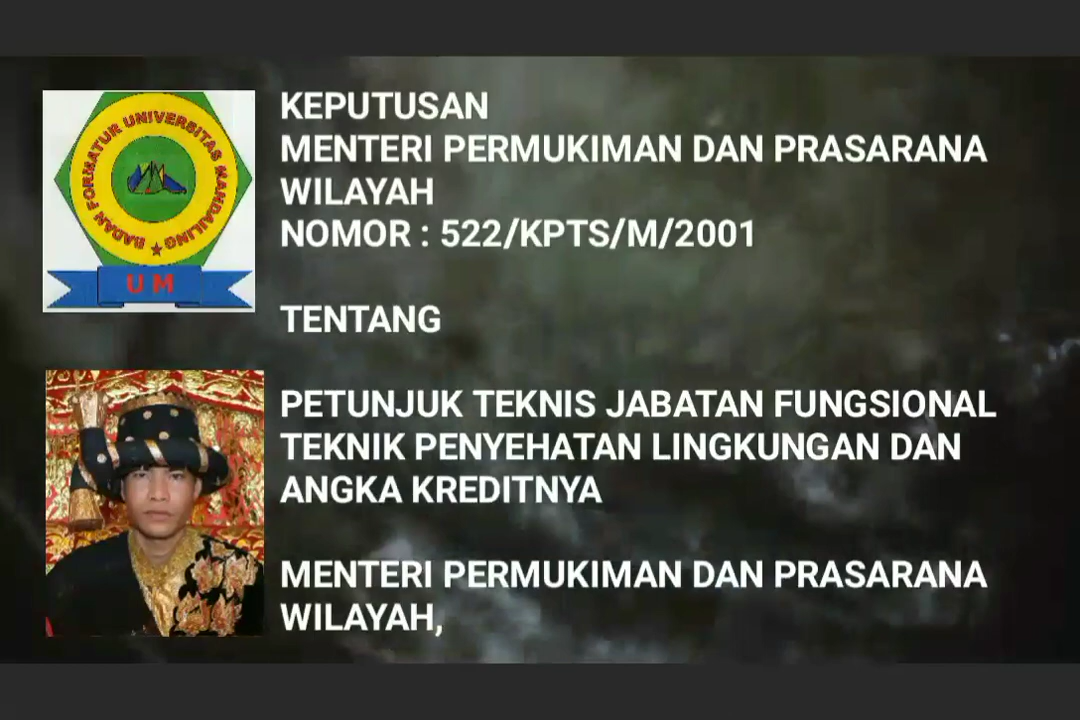 BADAN FORMATUR UNIVERSITAS MANDAILING
U M
KEPUTUSAN
MENTERI PERMUKIMAN DAN PRASARANA
WILAYAH
NOMOR : 522/KPTS/M/2001
TENTANG
PETUNJUK TEKNIS JABATAN FUNGSIONAL
TEKNIK PENYEHATAN LINGKUNGAN DAN
ANGKA KREDITNYA
MENTERI PERMUKIMAN DAN PRASARANA
WILAYAH,